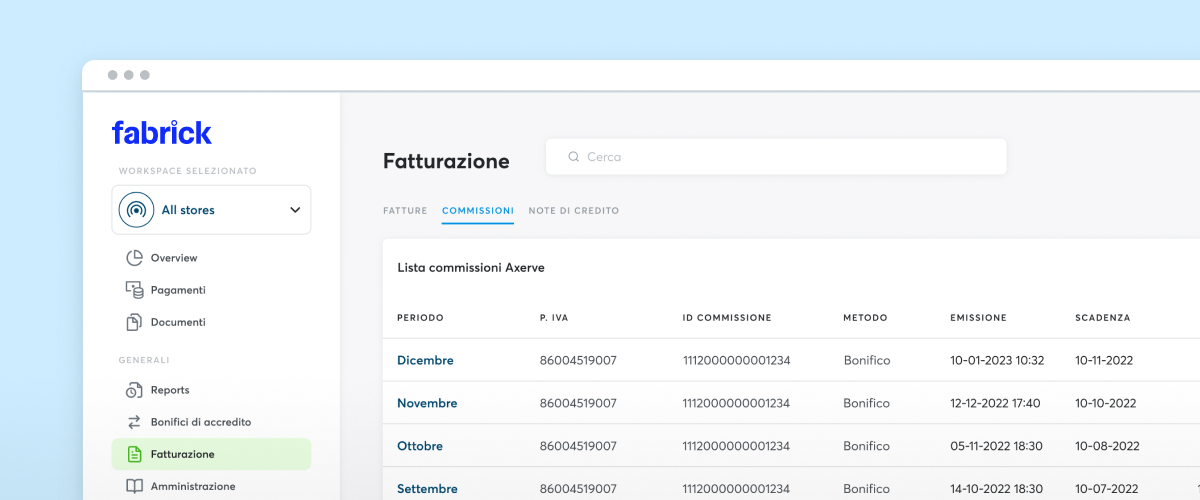 fabrick
WORKSPACE SELEZIONATO
All stores
Overview
Pagamenti
Documenti
GENERALI
Reports
Bonifici di accredito
Fatturazione
Amministrazione
Fatturazione
Cerca
FATTURE COMMISSIONI NOTE DI CREDITO
Lista commissioni Axerve
PERIODO P. IVA ID COMMISSIONE METODO EMISSIONE SCADENZA
Dicembre 86004519007 1112000000001234 Bonifico 10-01-2023 10:32 10-11-2022
Novembre 86004519007 1112000000001234 Bonifico 12-12-2022 17:40 10-10-2022
Ottobre 86004519007 1112000000001234 Bonifico 05-11-2022 18:30 10-08-2022
Settembre 86004519007 1112000000001234 Bonifico 14-10-2022 18:30 10-07-2022